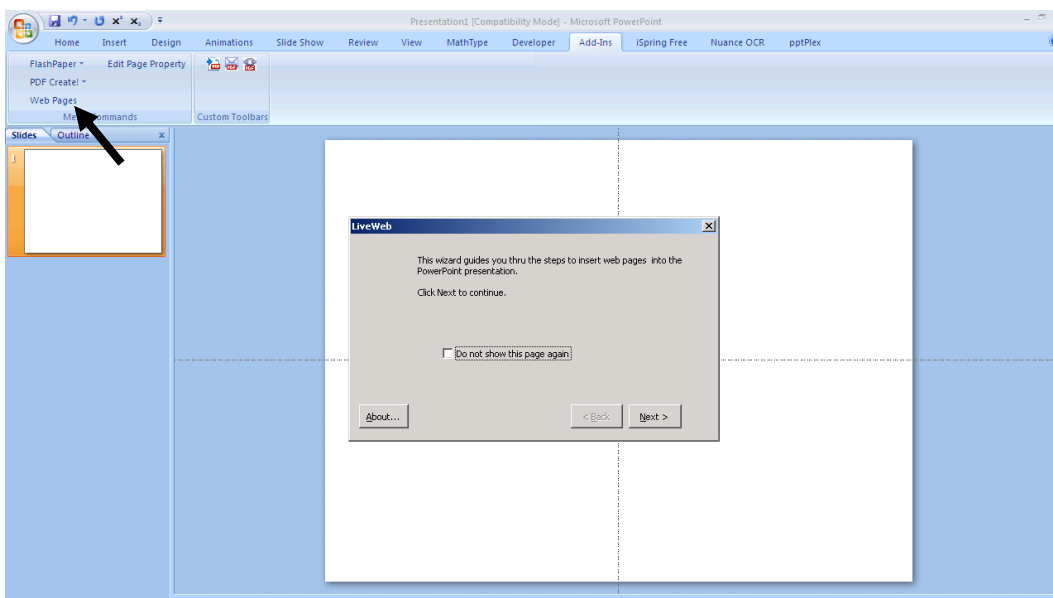 Presentation1 [Compatibility Mode] - Microsoft PowerPoint
Home Insert Design Animations Slide Show Review View MathType Developer Add-Ins iSpring Free Nuance OCR pptPlex
FlashPaper Edit Page Property
PDF Create!
Web Pages
Custom Toolbars
Slides Outline x
1
LiveWeb
This wizard guides you thru the steps to insert web pages into the
PowerPoint presentation.
Click Next to continue.
Do not show this page again
About... < Back Next >